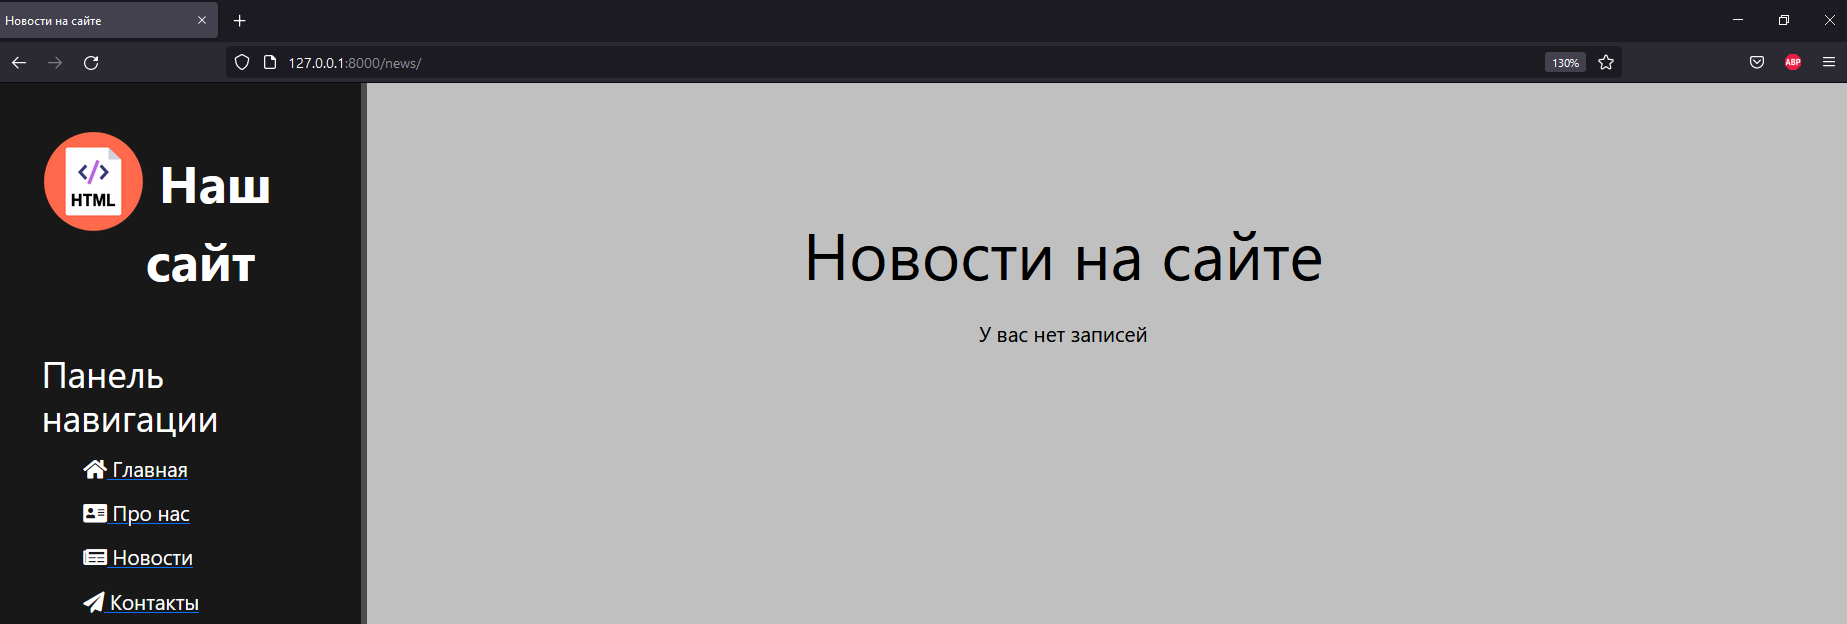 Новости на сайте
127.0.0.1:8000/news/
130%
ABP
</>
HTML
Наш
сайт
Панель
навигации
Главная
Про нас
Новости
Контакты
Новости на сайте
У вас нет записей